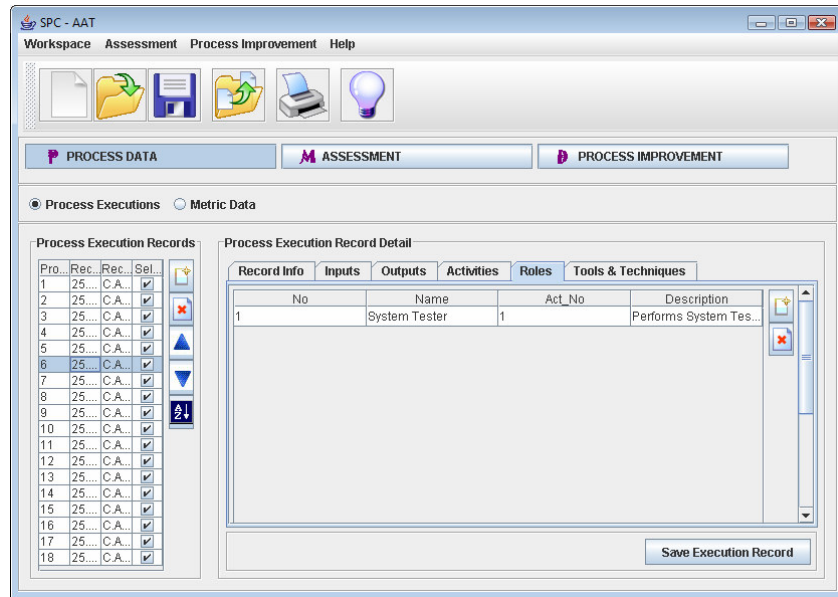 SPC - AAT
Workspace Assessment Process Improvement Help
P PROCESS DATA M ASSESSMENT D PROCESS IMPROVEMENT
Process Executions Metric Data
Process Execution Records Process Execution Record Detail
Record Info Inputs Outputs Activities Roles Tools & Techniques
Pro... Rec... Rec... Sel...
No Name Act_No Description
1 System Tester 1 Performs System Tes...
1 25.... C.A...
2 25.... C.A...
3 25.... C.A...
4 25.... C.A...
5 25.... C.A...
6 25.... C.A...
7 25.... C.A...
8 25.... C.A...
9 25.... C.A...
10 25.... C.A...
11 25.... C.A...
12 25.... C.A...
13 25.... C.A...
14 25.... C.A...
15 25.... C.A...
16 25.... C.A...
17 25.... C.A...
18 25.... C.A...
A
Z
Save Execution Record